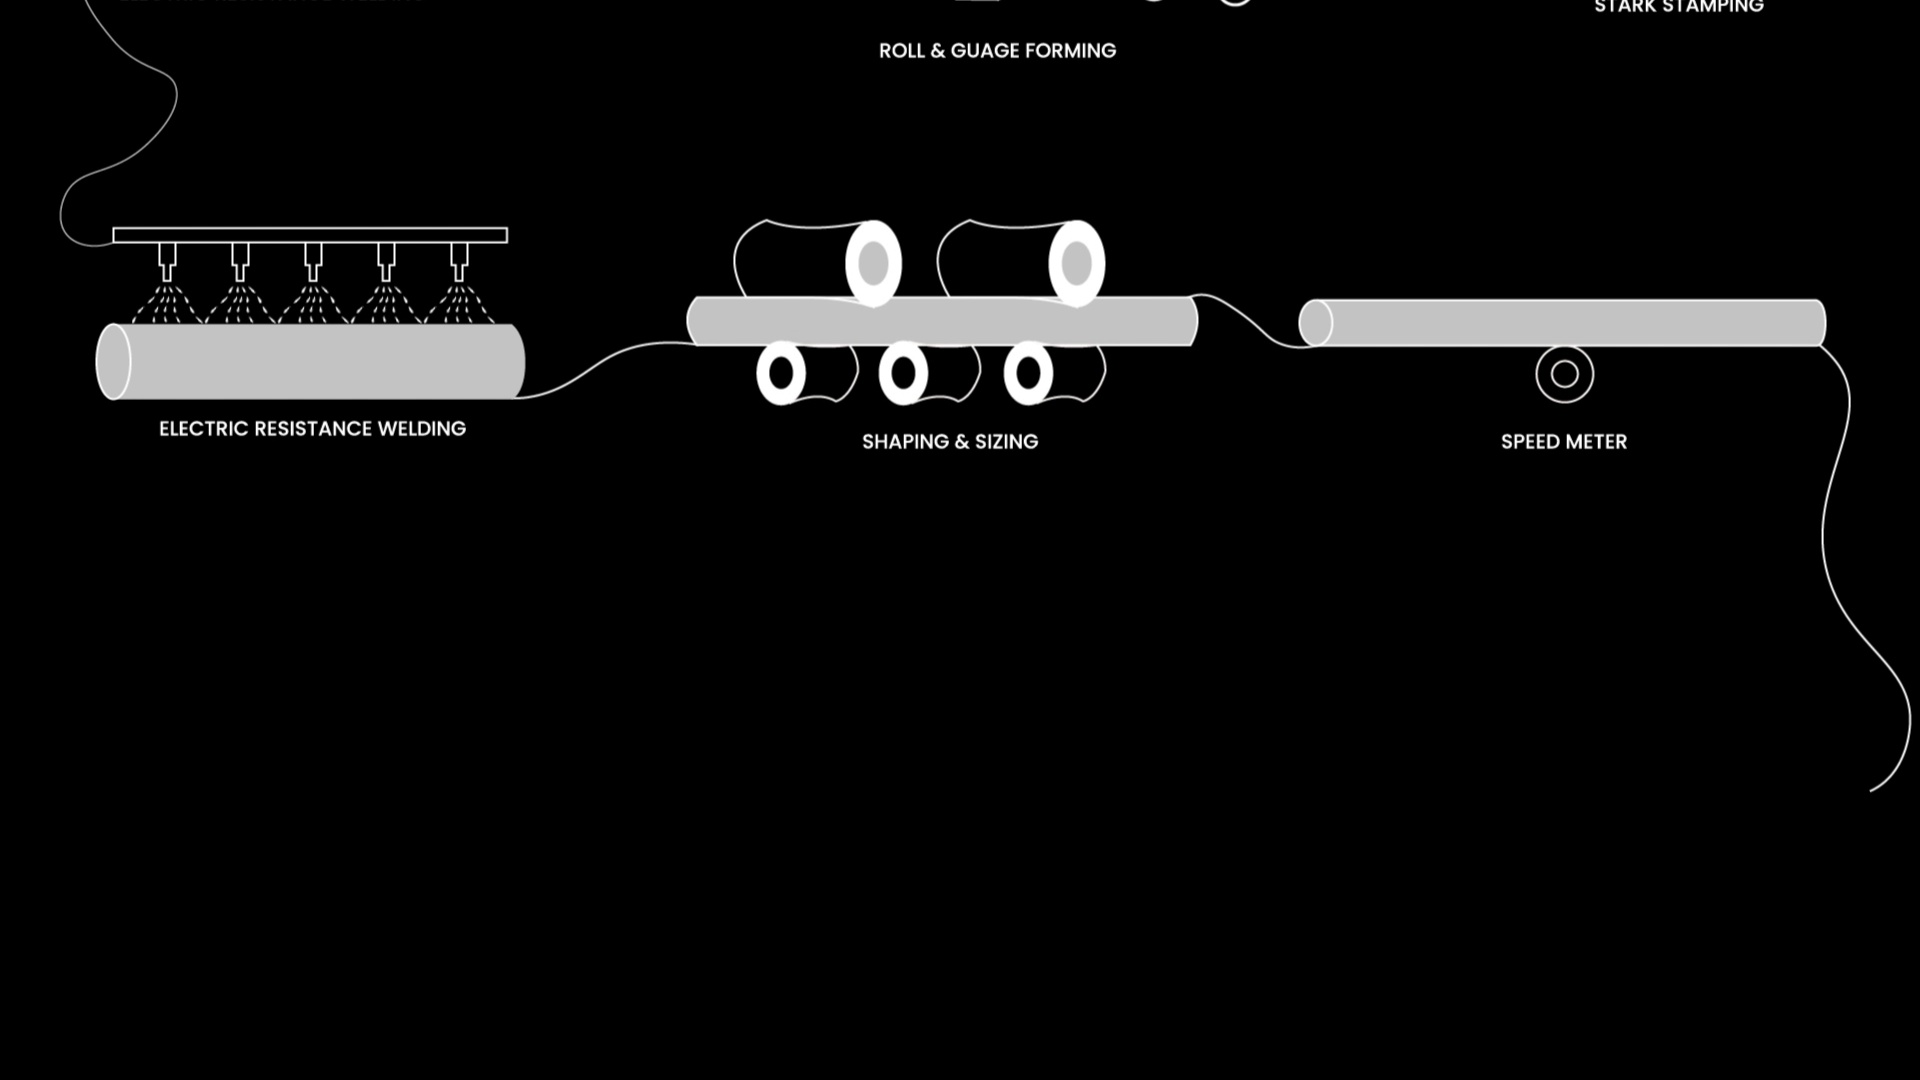 STARK STAMPING
ROLL & GUAGE FORMING
ELECTRIC RESISTANCE WELDING
SHAPING & SIZING
SPEED METER